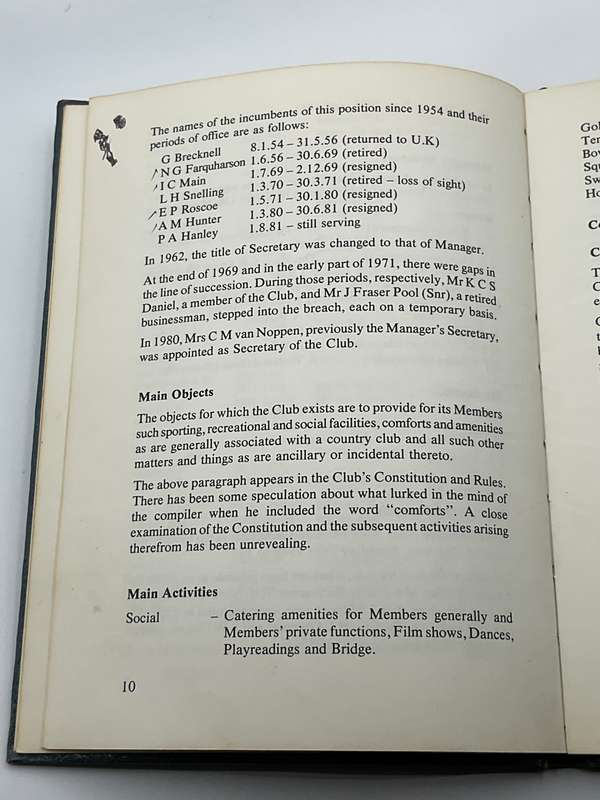 The names of the incumbents of this position since 1954 and their
periods of office are as follows:
G Brecknell 8.1.54 – 31.5.56 (returned to U.K)
N G Farquharson 1.6.56 – 30.6.69 (retired)
I C Main 1.7.69 – 2.12.69 (resigned)
L H Snelling 1.3.70 – 30.3.71 (retired – loss of sight)
E P Roscoe 1.5.71 – 30.1.80 (resigned)
A M Hunter 1.3.80 – 30.6.81 (resigned)
P A Hanley 1.8.81 – still serving
In 1962, the title of Secretary was changed to that of Manager.
At the end of 1969 and in the early part of 1971, there were gaps in
the line of succession. During those periods, respectively, Mr K C S
Daniel, a member of the Club, and Mr J Fraser Pool (Snr), a retired
businessman, stepped into the breach, each on a temporary basis.
In 1980, Mrs C M van Noppen, previously the Manager's Secretary,
was appointed as Secretary of the Club.
Main Objects
The objects for which the Club exists are to provide for its Members
such sporting, recreational and social facilities, comforts and amenities
as are generally associated with a country club and all such other
matters and things as are ancillary or incidental thereto.
The above paragraph appears in the Club's Constitution and Rules.
There has been some speculation about what lurked in the mind of
the compiler when he included the word "comforts". A close
examination of the Constitution and the subsequent activities arising
therefrom has been unrevealing.
Main Activities
Social – Catering amenities for Members generally and
Members' private functions, Film shows, Dances,
Playreadings and Bridge.
10